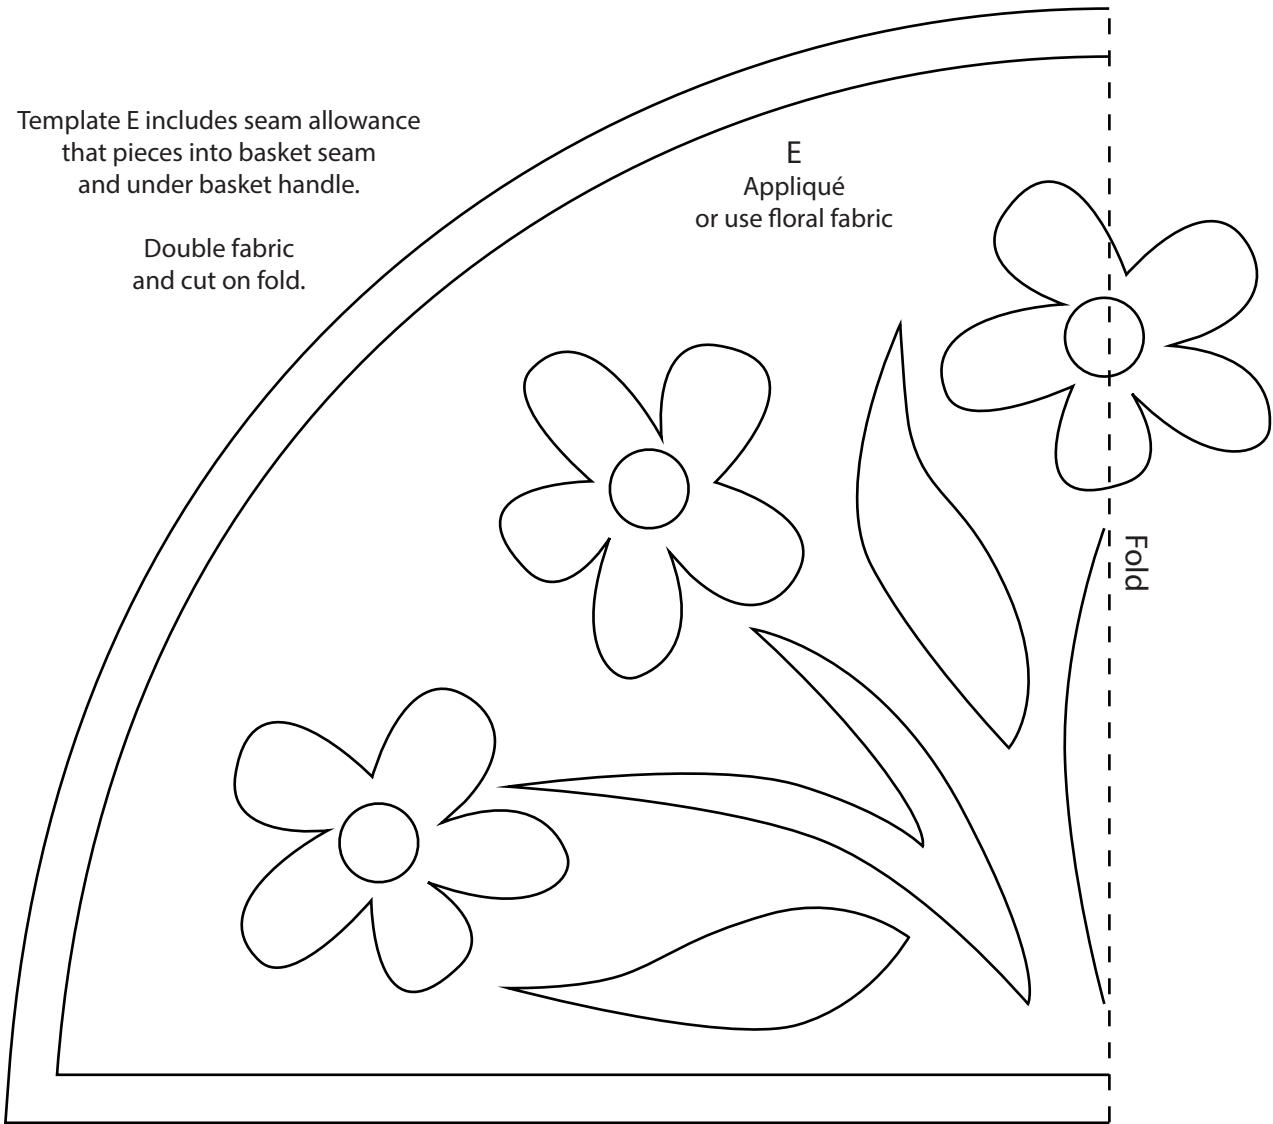 Template E includes seam allowance
that pieces into basket seam
and under basket handle.
Double fabric
and cut on fold.
E
Appliqué
or use floral fabric
Fold